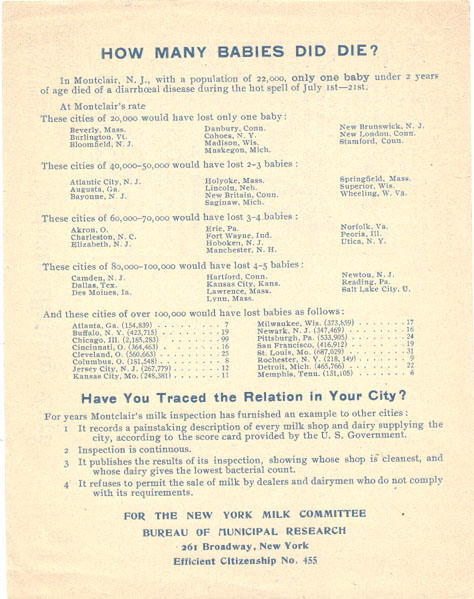 HOW MANY BABIES DID DIE?
In Montclair, N. J., with a population of 22,000, only one baby under 2 years
of age died of a diarrhœal disease during the hot spell of July 1st—21st.
At Montclair's rate
These cities of 20,000 would have lost only one baby:
Beverly, Mass.
Burlington, Vt.
Bloomfield, N. J.
Danbury, Conn.
Cohoes, N. Y.
Madison, Wis.
Muskegon, Mich.
New Brunswick, N. J.
New London, Conn.
Stamford, Conn.
These cities of 40,000-50,000 would have lost 2-3 babies:
Atlantic City, N. J.
Augusta, Ga.
Bayonne, N. J.
Holyoke, Mass.
Lincoln, Neb.
New Britain, Conn.
Saginaw, Mich.
Springfield, Mass.
Superior, Wis.
Wheeling, W. Va.
These cities of 60,000-70,000 would have lost 3-4 babies:
Akron, O.
Charleston, N. C.
Elizabeth, N. J.
Erie, Pa.
Fort Wayne, Ind.
Hoboken, N. J.
Manchester, N. H.
Norfolk, Va.
Peoria, Ill.
Utica, N. Y.
These cities of 80,000-100,000 would have lost 4-5 babies:
Camden, N. J.
Dallas, Tex.
Des Moines, Ia.
Hartford, Conn.
Kansas City, Kans.
Lawrence, Mass.
Lynn, Mass.
Newton, N. J.
Reading, Pa.
Salt Lake City, U.
And these cities of over 100,000 would have lost babies as follows:
Atlanta, Ga. (154,839) . . . . . . . 7
Buffalo, N. Y. (423,715) . . . . . . 19
Chicago, Ill. (2,185,283) . . . . . 99
Cincinnati, O. (364,463) . . . . . 16
Cleveland, O. (560,663) . . . . . . 25
Columbus, O. (181,548) . . . . . . 8
Jersey City, N. J. (267,779) . . . . 12
Kansas City, Mo. (248,381) . . . . 11
Milwaukee, Wis. (373,859) . . . . . 17
Newark, N. J. (347,469) . . . . . . 16
Pittsburgh, Pa. (533,905) . . . . . 24
San Francisco, (416,912) . . . . . 19
St. Louis, Mo. (687,029) . . . . . 31
Rochester, N. Y. (218,149) . . . . 9
Detroit, Mich. (465,766) . . . . . 22
Memphis, Tenn. (131,105) . . . . . 6
Have You Traced the Relation in Your City?
For years Montclair's milk inspection has furnished an example to other cities:
1 It records a painstaking description of every milk shop and dairy supplying the
city, according to the score card provided by the U. S. Government.
2 Inspection is continuous.
3 It publishes the results of its inspection, showing whose shop is cleanest, and
whose dairy gives the lowest bacterial count.
4 It refuses to permit the sale of milk by dealers and dairymen who do not comply
with its requirements.
FOR THE NEW YORK MILK COMMITTEE
BUREAU OF MUNICIPAL RESEARCH
261 Broadway, New York
Efficient Citizenship No. 455